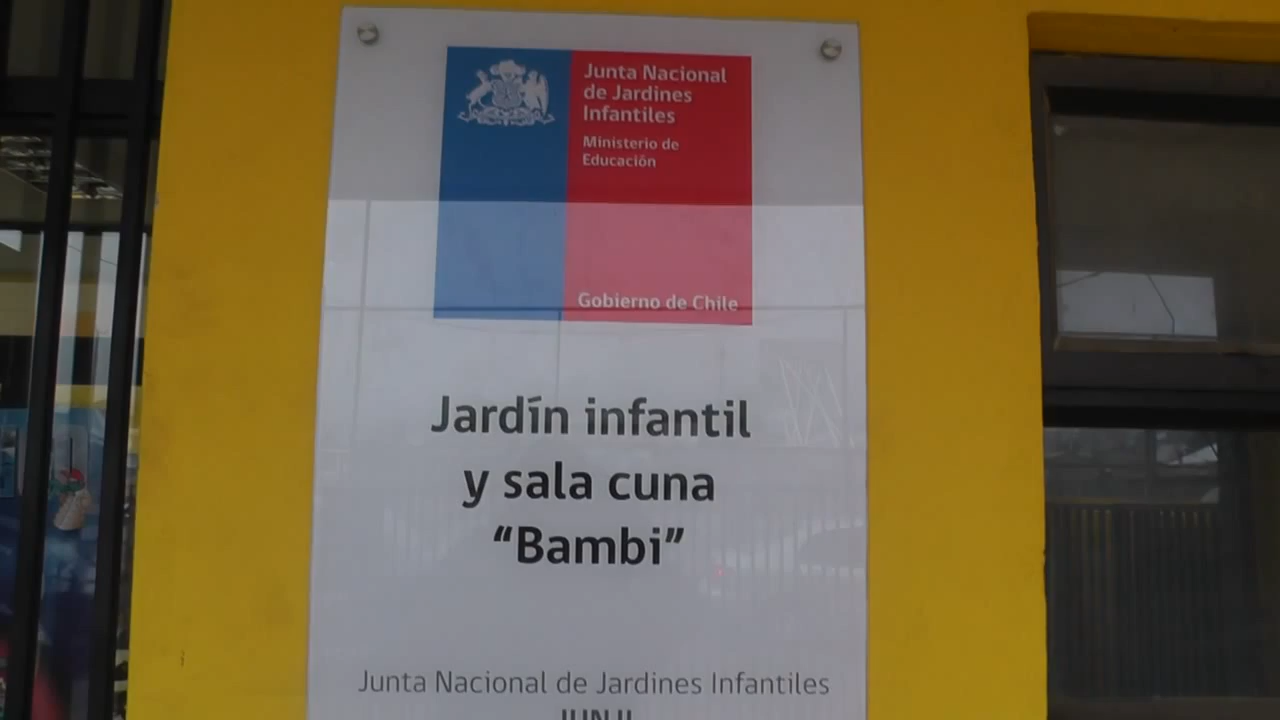 Junta Nacional
de Jardines
Infantiles
Ministerio de
Educación
Gobierno de Chile
Jardín infantil
y sala cuna
“Bambi”
Junta Nacional de Jardines Infantiles
JUNJI